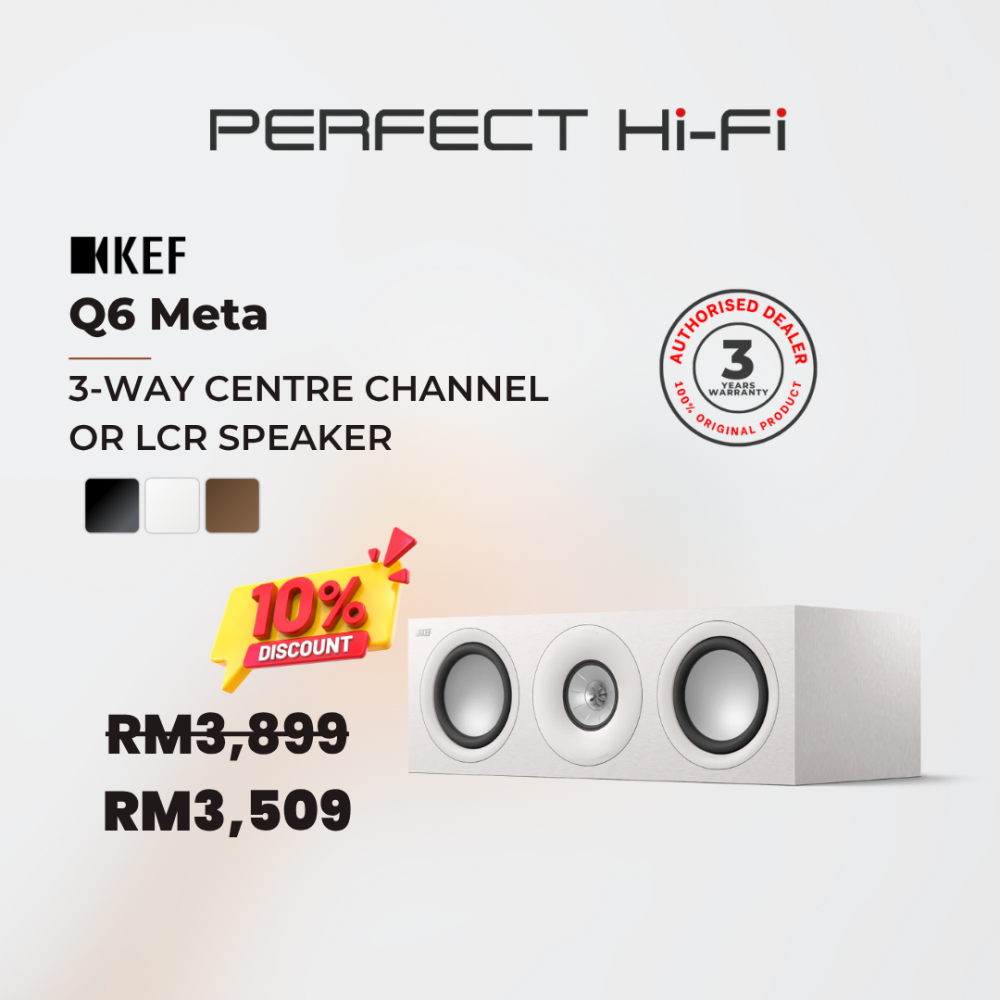 PERFECT Hi-Fi
KEF
Q6 Meta
3-WAY CENTRE CHANNEL
OR LCR SPEAKER
AUTHORISED DEALER
3
YEARS
WARRANTY
100% ORIGINAL PRODUCT
10%
DISCOUNT
KEF
RM3,899
RM3,509